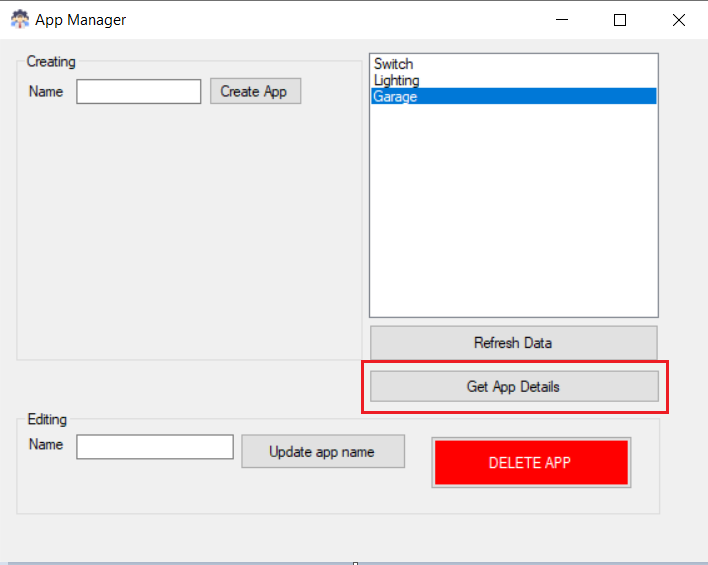 App Manager
Creating
Name
Create App
Switch
Lighting
Garage
Refresh Data
Get App Details
Editing
Name
Update app name
DELETE APP